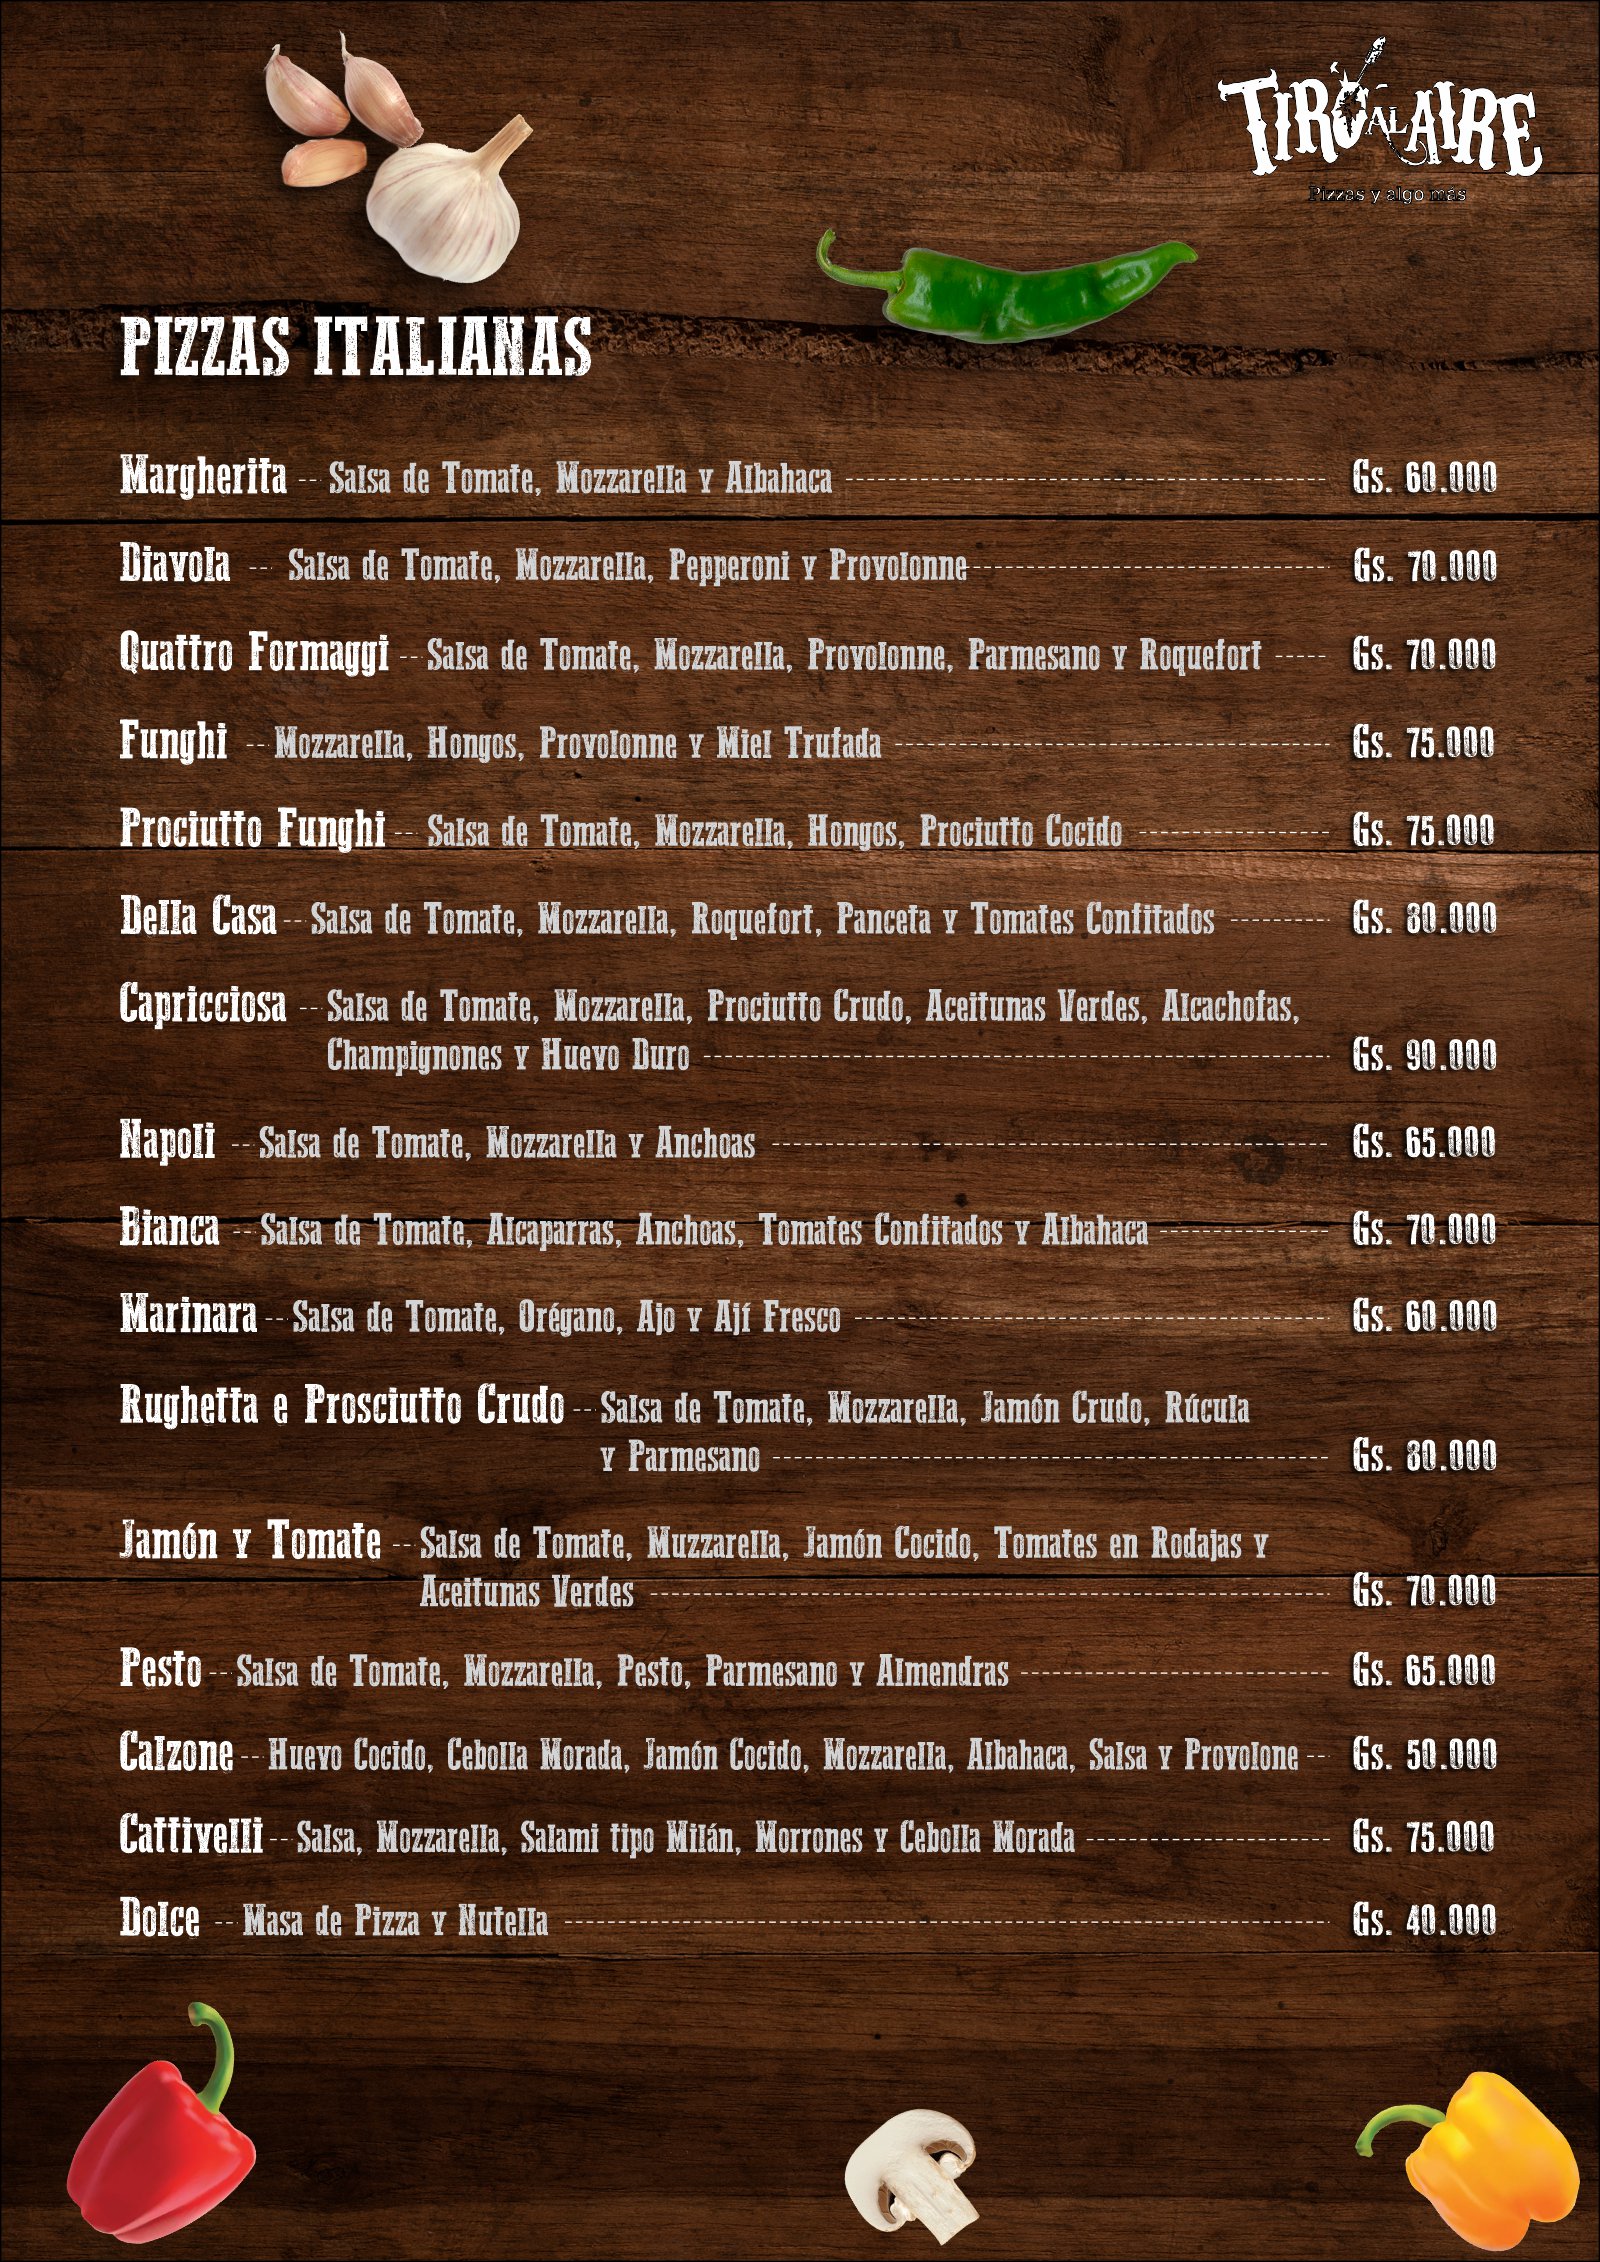 TIRO AL AIRE
Pizzas y algo más
PIZZAS ITALIANAS
Margherita -- Salsa de Tomate, Mozzarella y Albahaca Gs. 60.000
Diavola -- Salsa de Tomate, Mozzarella, Pepperoni y Provolonne Gs. 70.000
Quattro Formaggi -- Salsa de Tomate, Mozzarella, Provolonne, Parmesano y Roquefort Gs. 70.000
Funghi -- Mozzarella, Hongos, Provolonne y Miel Trufada Gs. 75.000
Prociutto Funghi -- Salsa de Tomate, Mozzarella, Hongos, Prociutto Cocido Gs. 75.000
Della Casa -- Salsa de Tomate, Mozzarella, Roquefort, Panceta y Tomates Confitados Gs. 80.000
Capricciosa -- Salsa de Tomate, Mozzarella, Prociutto Crudo, Aceitunas Verdes, Alcachofas,
Champignones y Huevo Duro Gs. 90.000
Napoli -- Salsa de Tomate, Mozzarella y Anchoas Gs. 65.000
Bianca -- Salsa de Tomate, Alcaparras, Anchoas, Tomates Confitados y Albahaca Gs. 70.000
Marinara -- Salsa de Tomate, Orégano, Ajo y Ají Fresco Gs. 60.000
Rughetta e Prosciutto Crudo -- Salsa de Tomate, Mozzarella, Jamón Crudo, Rúcula
y Parmesano Gs. 80.000
Jamón y Tomate -- Salsa de Tomate, Muzzarella, Jamón Cocido, Tomates en Rodajas y
Aceitunas Verdes Gs. 70.000
Pesto -- Salsa de Tomate, Mozzarella, Pesto, Parmesano y Almendras Gs. 65.000
Calzone -- Huevo Cocido, Cebolla Morada, Jamón Cocido, Mozzarella, Albahaca, Salsa y Provolone Gs. 50.000
Cattivelli -- Salsa, Mozzarella, Salami tipo Milán, Morrones y Cebolla Morada Gs. 75.000
Dolce -- Masa de Pizza y Nutella Gs. 40.000